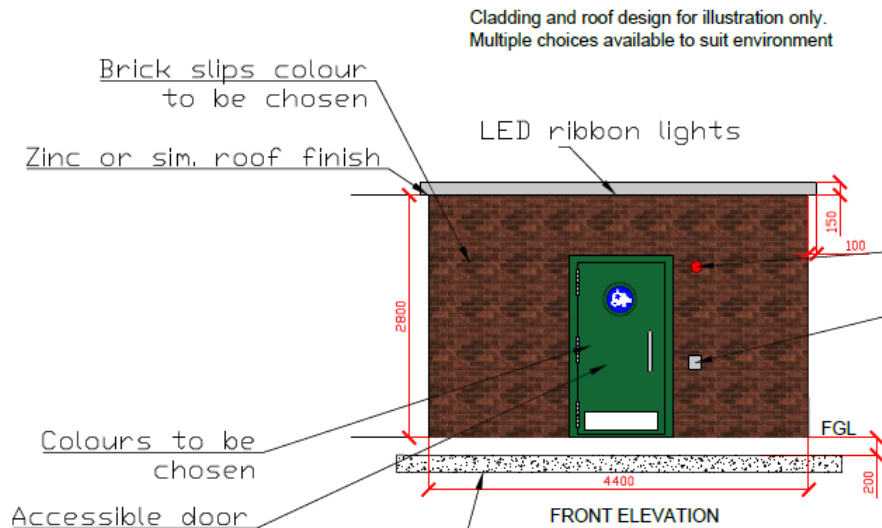 Cladding and roof design for illustration only.
Multiple choices available to suit environment
Brick slips colour
to be chosen
LED ribbon lights
Zinc or sim. roof finish
150
100
2800
FGL
Colours to be
chosen
200
4400
Accessible door
FRONT ELEVATION